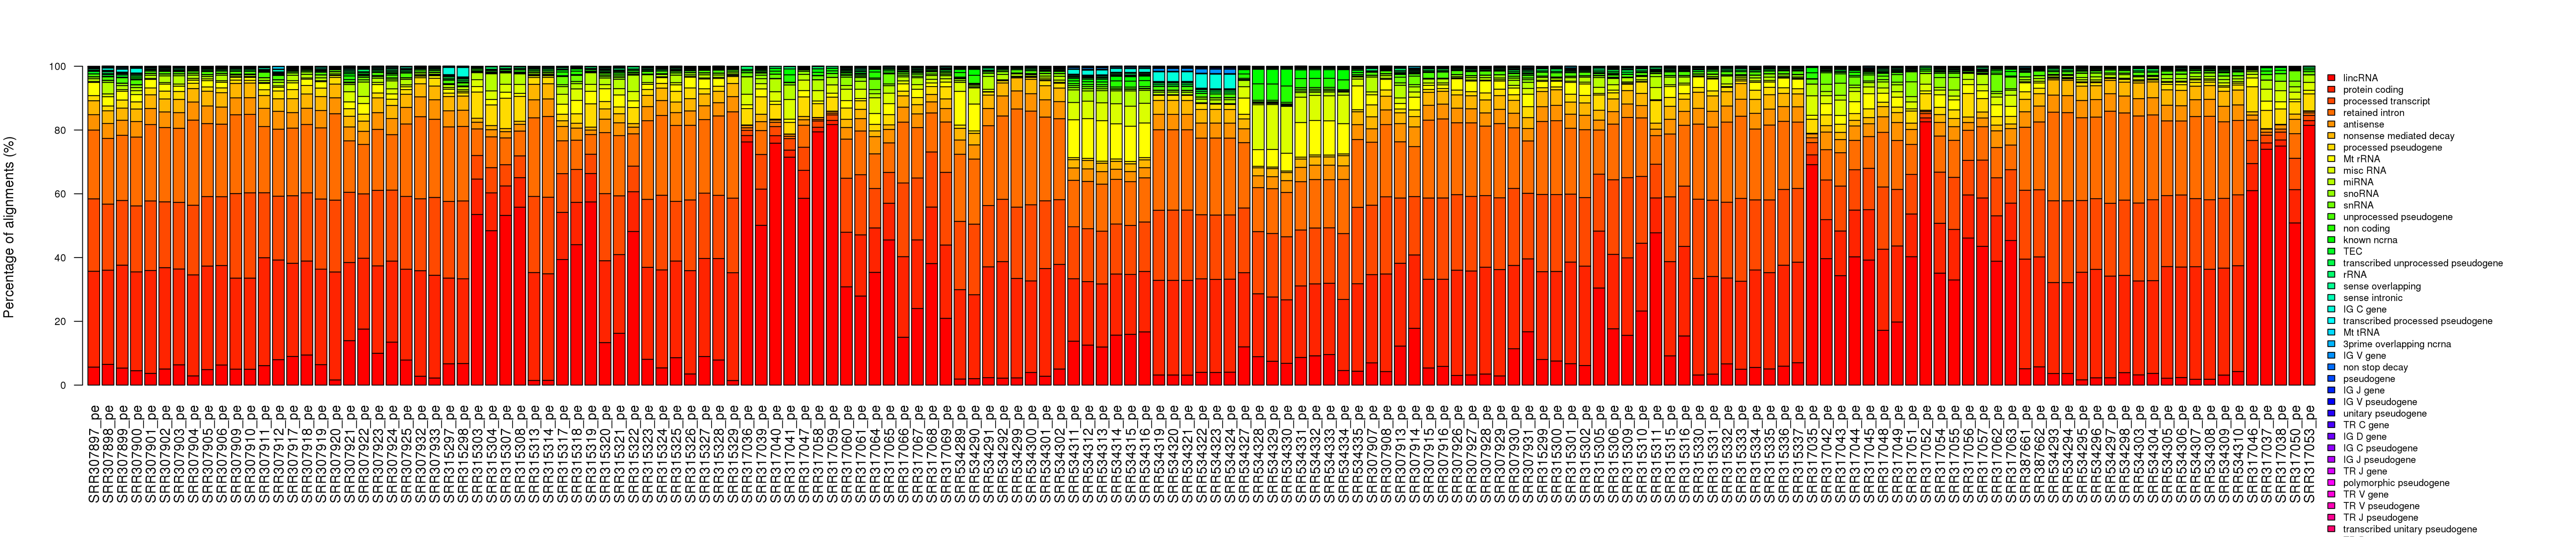 Percentage of alignments (%)
100
80
60
40
20
0
SRR307897_pe
SRR307898_pe
SRR307899_pe
SRR307900_pe
SRR307901_pe
SRR307902_pe
SRR307903_pe
SRR307904_pe
SRR307905_pe
SRR307906_pe
SRR307909_pe
SRR307910_pe
SRR307911_pe
SRR307912_pe
SRR307917_pe
SRR307918_pe
SRR307919_pe
SRR307920_pe
SRR307921_pe
SRR307922_pe
SRR307923_pe
SRR307924_pe
SRR307925_pe
SRR307932_pe
SRR307933_pe
SRR315297_pe
SRR315298_pe
SRR315303_pe
SRR315304_pe
SRR315307_pe
SRR315308_pe
SRR315313_pe
SRR315314_pe
SRR315317_pe
SRR315318_pe
SRR315319_pe
SRR315320_pe
SRR315321_pe
SRR315322_pe
SRR315323_pe
SRR315324_pe
SRR315325_pe
SRR315326_pe
SRR315327_pe
SRR315328_pe
SRR315329_pe
SRR317036_pe
SRR317039_pe
SRR317040_pe
SRR317041_pe
SRR317047_pe
SRR317058_pe
SRR317059_pe
SRR317060_pe
SRR317061_pe
SRR317064_pe
SRR317065_pe
SRR317066_pe
SRR317067_pe
SRR317068_pe
SRR317069_pe
SRR534289_pe
SRR534290_pe
SRR534291_pe
SRR534292_pe
SRR534299_pe
SRR534300_pe
SRR534301_pe
SRR534302_pe
SRR534311_pe
SRR534312_pe
SRR534313_pe
SRR534314_pe
SRR534315_pe
SRR534316_pe
SRR534319_pe
SRR534320_pe
SRR534321_pe
SRR534322_pe
SRR534323_pe
SRR534324_pe
SRR534327_pe
SRR534328_pe
SRR534329_pe
SRR534330_pe
SRR534331_pe
SRR534332_pe
SRR534333_pe
SRR534334_pe
SRR534335_pe
SRR307907_pe
SRR307908_pe
SRR307913_pe
SRR307914_pe
SRR307915_pe
SRR307916_pe
SRR307926_pe
SRR307927_pe
SRR307928_pe
SRR307929_pe
SRR307930_pe
SRR307931_pe
SRR315299_pe
SRR315300_pe
SRR315301_pe
SRR315302_pe
SRR315305_pe
SRR315306_pe
SRR315309_pe
SRR315310_pe
SRR315311_pe
SRR315315_pe
SRR315316_pe
SRR315330_pe
SRR315331_pe
SRR315332_pe
SRR315333_pe
SRR315334_pe
SRR315335_pe
SRR315336_pe
SRR315337_pe
SRR317035_pe
SRR317042_pe
SRR317043_pe
SRR317044_pe
SRR317045_pe
SRR317048_pe
SRR317049_pe
SRR317051_pe
SRR317052_pe
SRR317054_pe
SRR317055_pe
SRR317056_pe
SRR317057_pe
SRR317062_pe
SRR317063_pe
SRR387661_pe
SRR387662_pe
SRR534293_pe
SRR534294_pe
SRR534295_pe
SRR534296_pe
SRR534297_pe
SRR534298_pe
SRR534303_pe
SRR534304_pe
SRR534305_pe
SRR534306_pe
SRR534307_pe
SRR534308_pe
SRR534309_pe
SRR534310_pe
SRR317046_pe
SRR317037_pe
SRR317038_pe
SRR317050_pe
SRR317053_pe
lincRNA
protein coding
processed transcript
retained intron
antisense
nonsense mediated decay
processed pseudogene
Mt rRNA
misc RNA
miRNA
snoRNA
snRNA
unprocessed pseudogene
non coding
known ncrna
TEC
transcribed unprocessed pseudogene
rRNA
sense overlapping
sense intronic
IG C gene
transcribed processed pseudogene
Mt tRNA
3prime overlapping ncrna
IG V gene
non stop decay
pseudogene
IG J gene
IG V pseudogene
unitary pseudogene
TR C gene
IG D gene
IG C pseudogene
IG J pseudogene
TR J gene
polymorphic pseudogene
TR V gene
TR V pseudogene
TR J pseudogene
transcribed unitary pseudogene